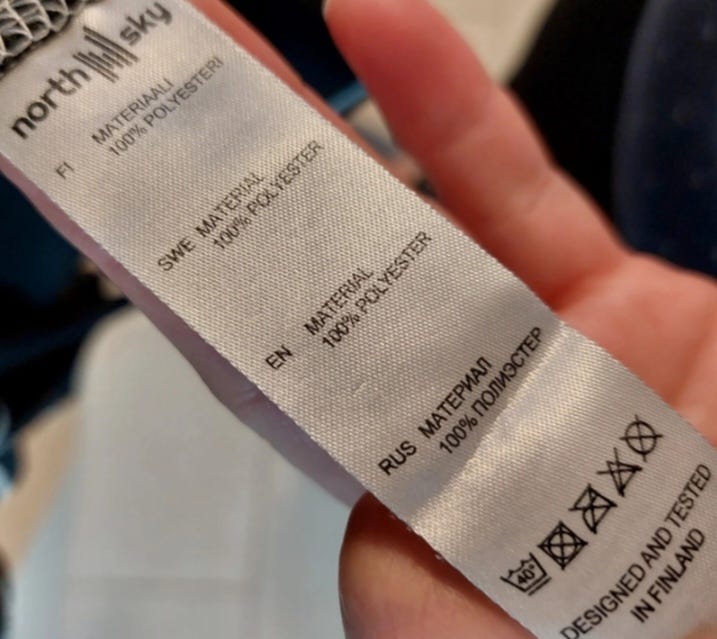 north sky
FI MATERIAALI
100% POLYESTERI
SWE MATERIAL
100% POLYESTER
EN MATERIAL
100% POLYESTER
RUS МАТЕРИАЛ
100% ПОЛИЭСТЕР
40°
DESIGNED AND TESTED
IN FINLAND